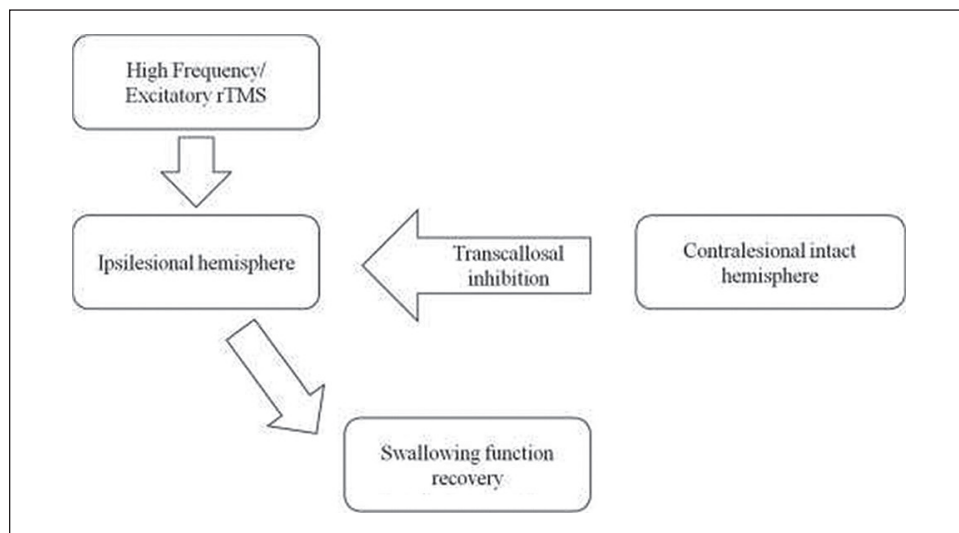 High Frequency/
Excitatory rTMS
Ipsilesional hemisphere
Transcallosal
inhibition
Contralesional intact
hemisphere
Swallowing function
recovery